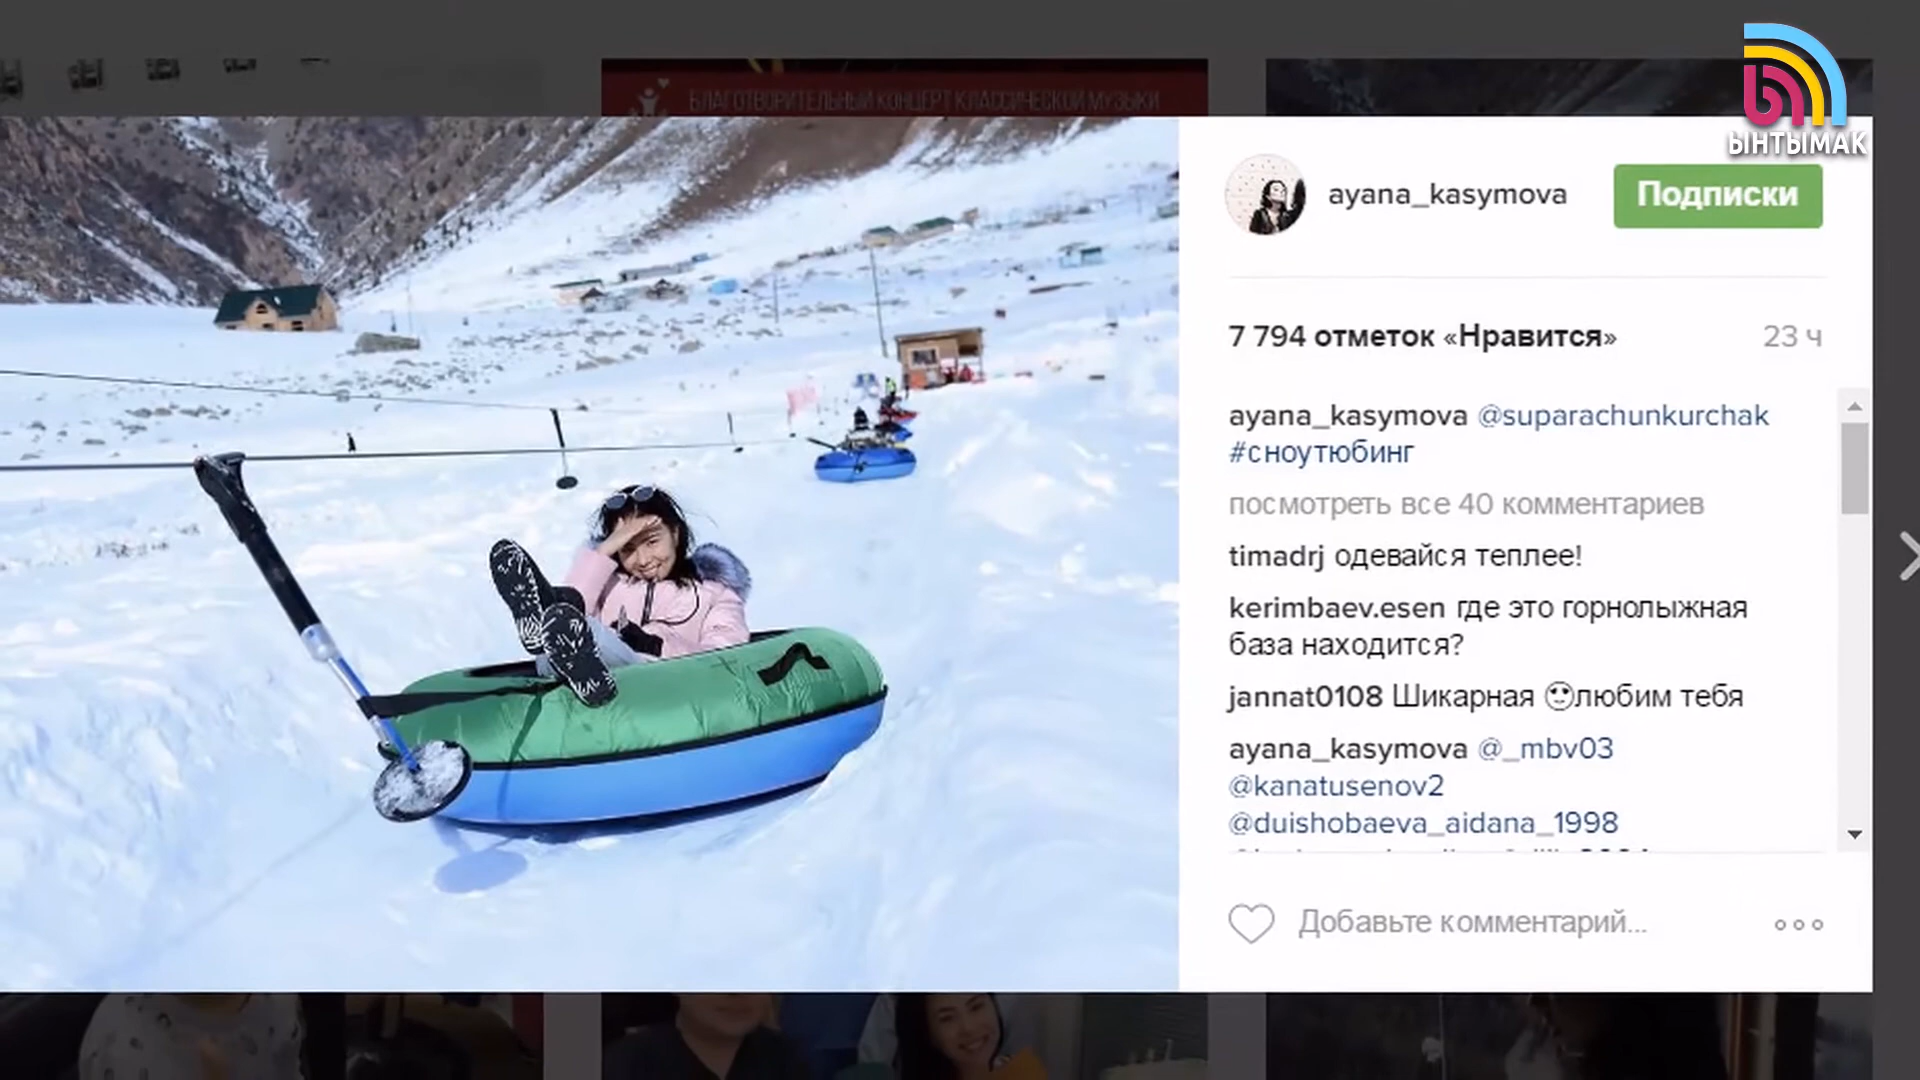 БЛАГОТВОРИТЕЛЬНЫЙ КОНЦЕРТ КЛАССИЧЕСКОЙ МУЗЫКИ
ЫНТЫМАК
ayana_kasymova
Подписки
7 794 отметок «Нравится»
23 ч
ayana_kasymova @suparachunkurchak
#сноутюбинг
посмотреть все 40 комментариев
timadrj одевайся теплее!
kerimbaev.esen где это горнолыжная
база находится?
jannat0108 Шикарная 😍любим тебя
ayana_kasymova @_mbv03
@kanatusenov2
@duishobaeva_aidana_1998
Добавьте комментарий...